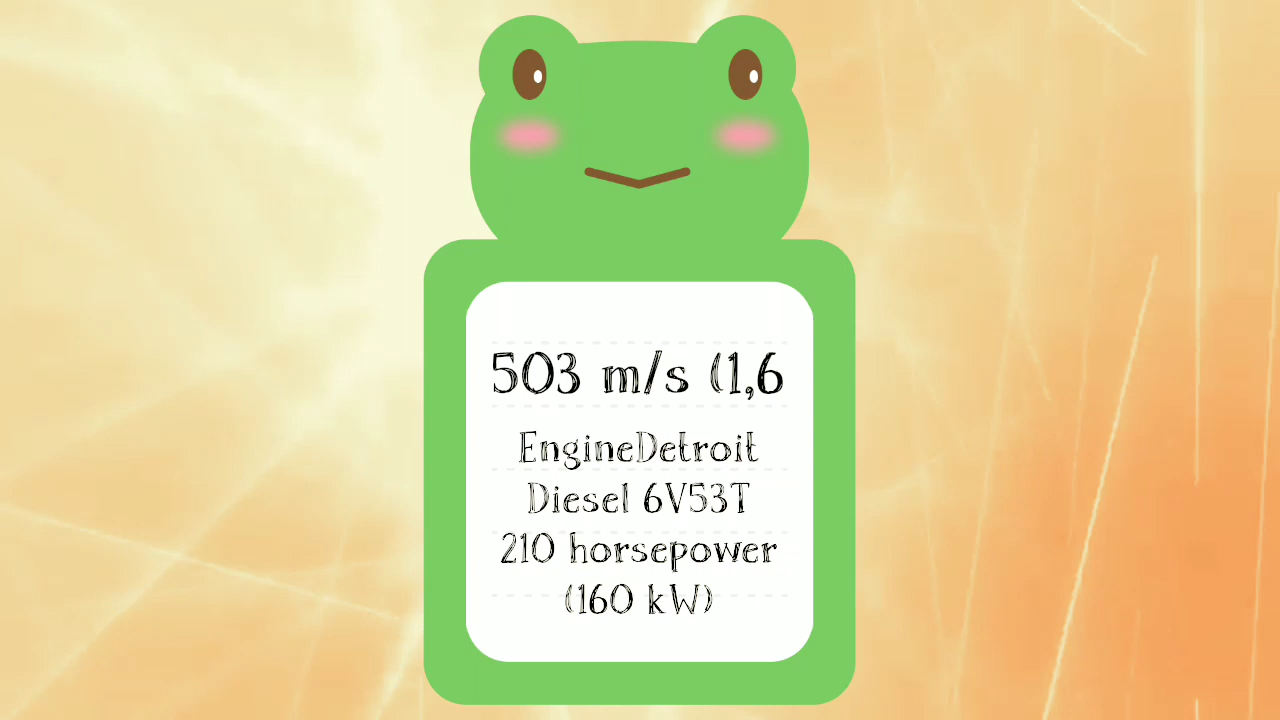 503 m/s (1,6
EngineDetroit
Diesel 6V53T
210 horsepower
(160 kW)